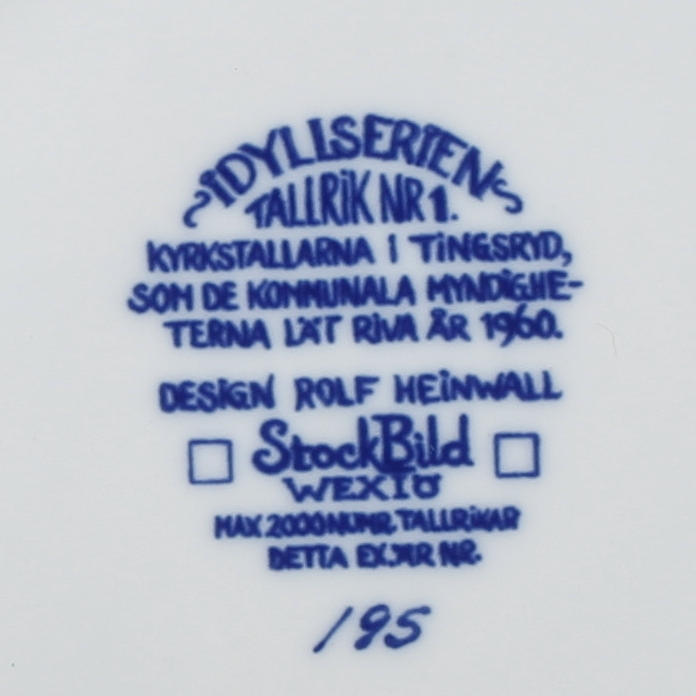 IDYLLSERIEN
TALLRiK NR 1.
KYRKSTALLARNA i TiNGSRYD,
SOM DE KOMMUNALA MYNDiGHE-
TERNA LÄT RiVA ÅR 1960.
DESiGN ROLF HEiNWALL
StockBild
WEXIÖ
MAX 2000 NUMR. TALLRiKAR
DETTA EX. ÄR NR.
195